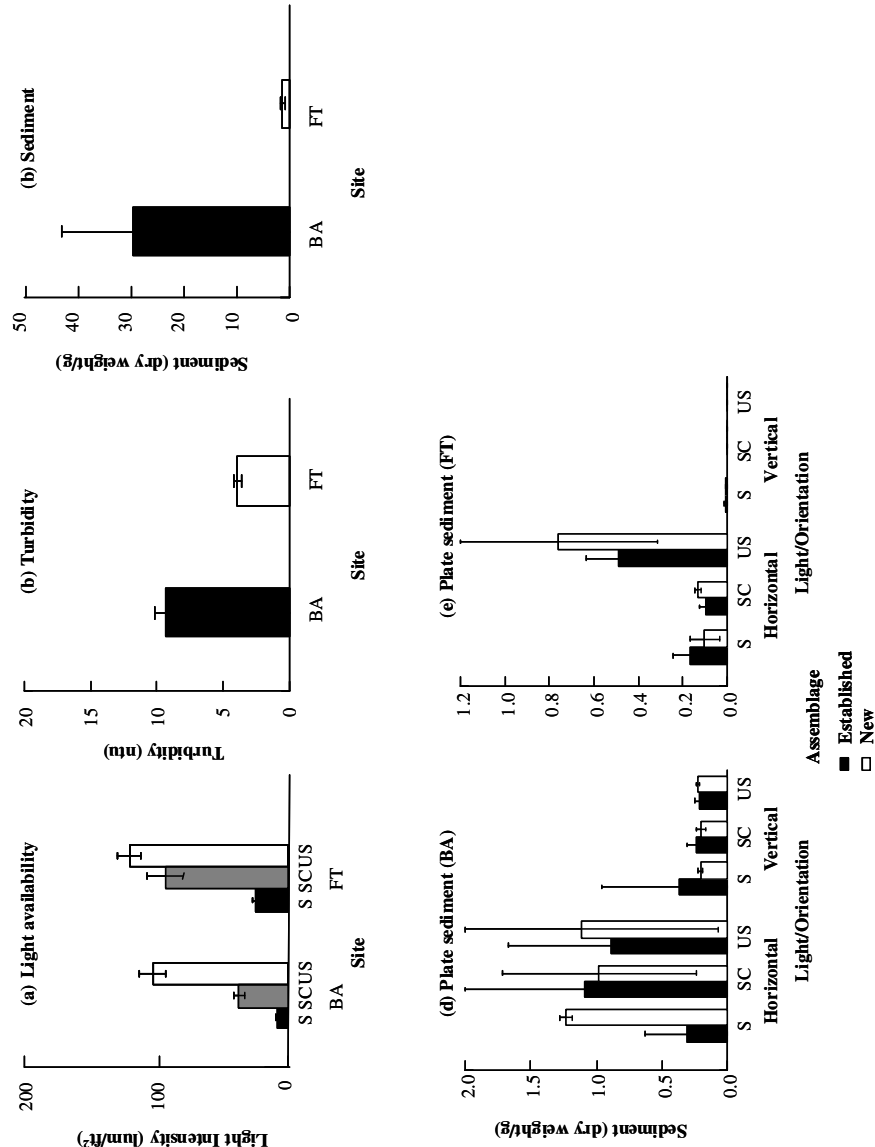 (a) Light availability
Light Intensity (lum/ft²)
200
100
0
S SCUS S SCUS
BA FT
Site
(b) Turbidity
Turbidity (ntu)
20
15
10
5
0
BA FT
Site
(b) Sediment
Sediment (dry weight/g)
50
40
30
20
10
0
BA FT
Site
(d) Plate sediment (BA)
Sediment (dry weight/g)
2.0
1.5
1.0
0.5
0.0
S SC US S SC US
Horizontal Vertical
Light/Orientation
(e) Plate sediment (FT)
1.2
1.0
0.8
0.6
0.4
0.2
0.0
S SC US S SC US
Horizontal Vertical
Light/Orientation
Assemblage
Established
New